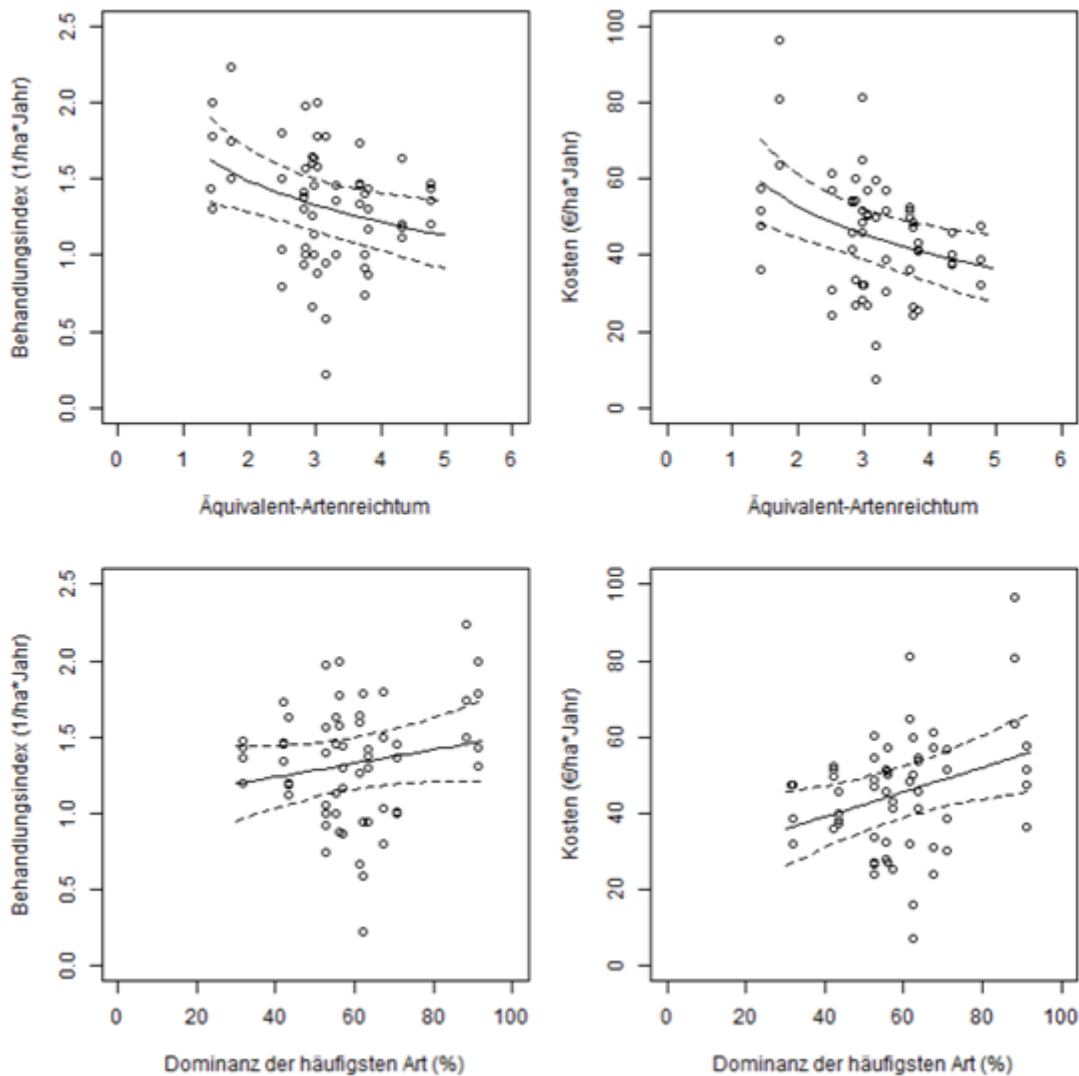 2.5
2.0
1.5
1.0
0.5
0.0
Behandlungsindex (1/ha*Jahr)
0 1 2 3 4 5 6
Äquivalent-Artenreichtum
100
80
60
40
20
0
Kosten (€/ha*Jahr)
0 1 2 3 4 5 6
Äquivalent-Artenreichtum
2.5
2.0
1.5
1.0
0.5
0.0
Behandlungsindex (1/ha*Jahr)
0 20 40 60 80 100
Dominanz der häufigsten Art (%)
100
80
60
40
20
0
Kosten (€/ha*Jahr)
0 20 40 60 80 100
Dominanz der häufigsten Art (%)